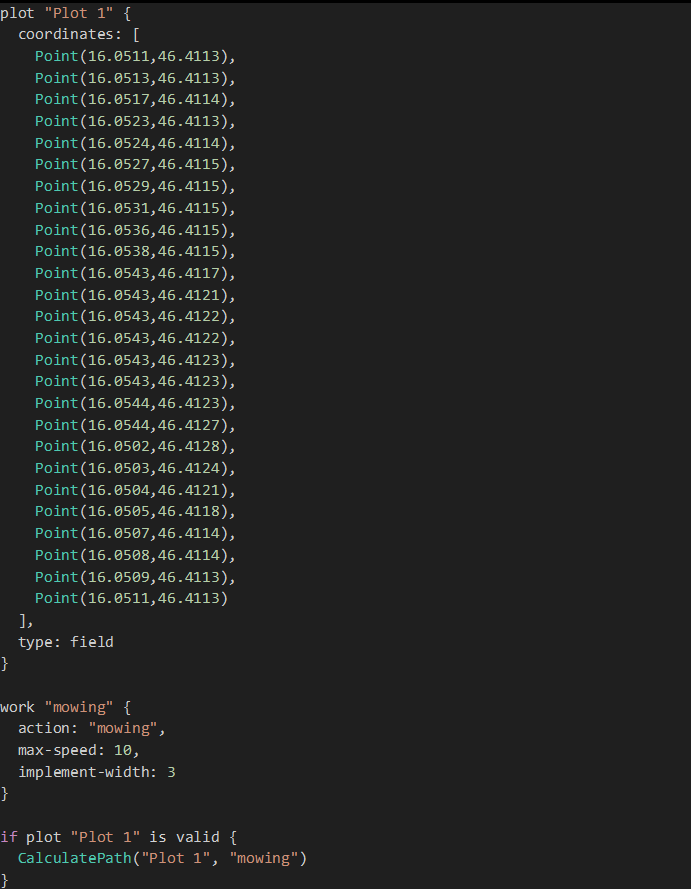 plot "Plot 1" {
  coordinates: [
    Point(16.0511,46.4113),
    Point(16.0513,46.4113),
    Point(16.0517,46.4114),
    Point(16.0523,46.4113),
    Point(16.0524,46.4114),
    Point(16.0527,46.4115),
    Point(16.0529,46.4115),
    Point(16.0531,46.4115),
    Point(16.0536,46.4115),
    Point(16.0538,46.4115),
    Point(16.0543,46.4117),
    Point(16.0543,46.4121),
    Point(16.0543,46.4122),
    Point(16.0543,46.4122),
    Point(16.0543,46.4123),
    Point(16.0543,46.4123),
    Point(16.0544,46.4123),
    Point(16.0544,46.4127),
    Point(16.0502,46.4128),
    Point(16.0503,46.4124),
    Point(16.0504,46.4121),
    Point(16.0505,46.4118),
    Point(16.0507,46.4114),
    Point(16.0508,46.4114),
    Point(16.0509,46.4113),
    Point(16.0511,46.4113)
  ],
  type: field
}

work "mowing" {
  action: "mowing",
  max-speed: 10,
  implement-width: 3
}

if plot "Plot 1" is valid {
  CalculatePath("Plot 1", "mowing")
}